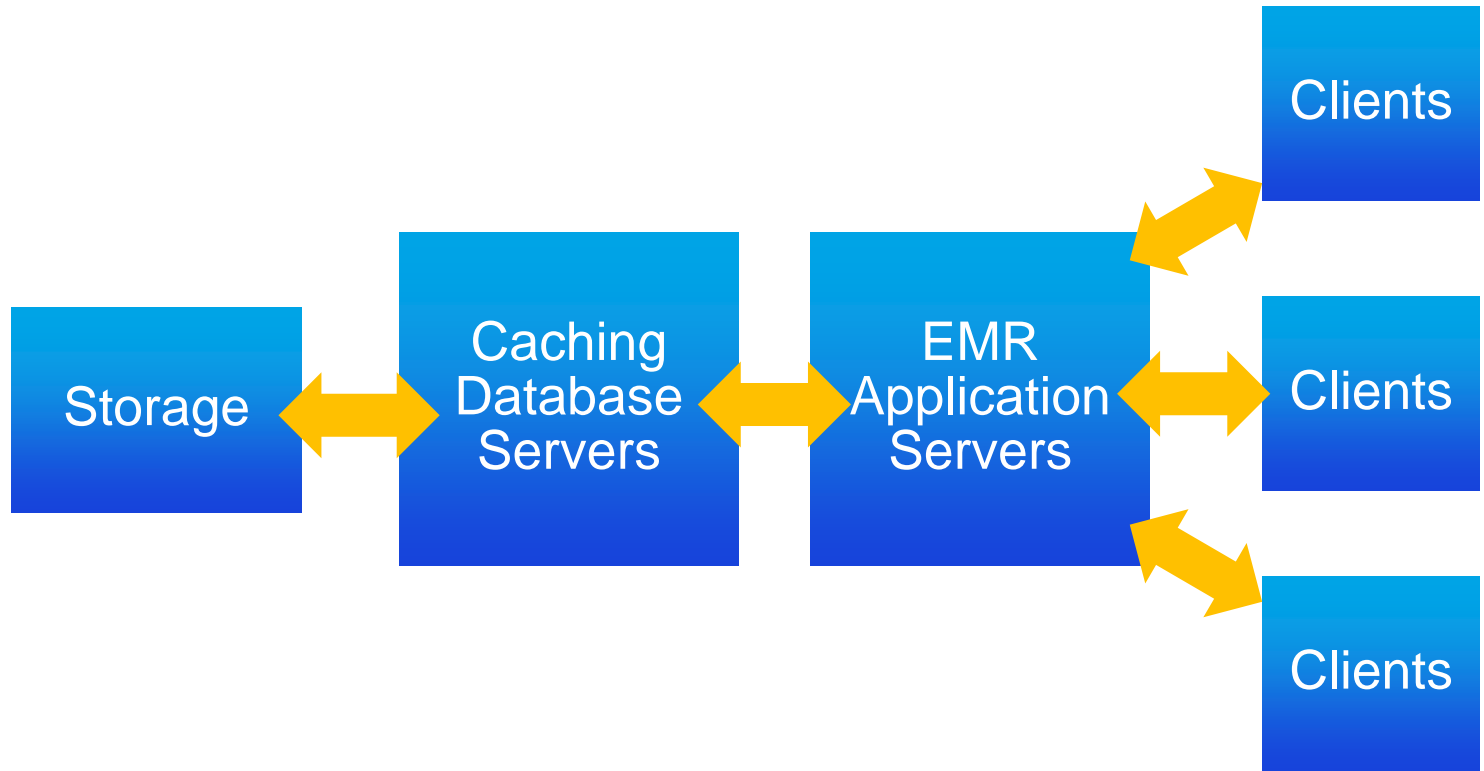 Clients
Storage
Caching
Database
Servers
EMR
Application
Servers
Clients
Clients